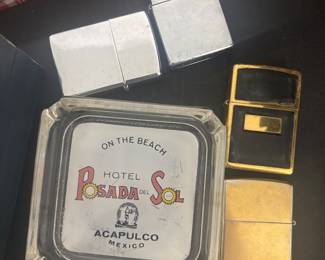 ON THE BEACH
HOTEL
POSADA DEL SOL
ACAPULCO
MEXICO